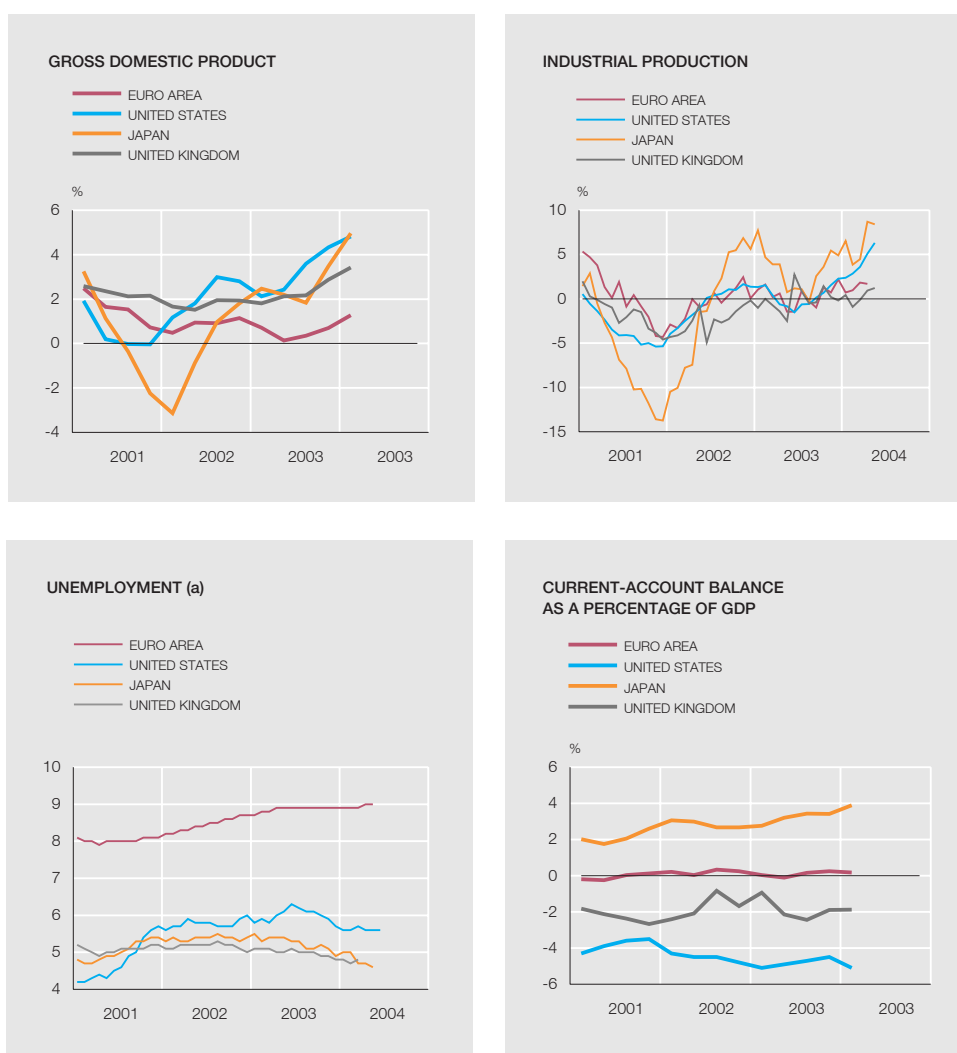 GROSS DOMESTIC PRODUCT
EURO AREA
UNITED STATES
JAPAN
UNITED KINGDOM
%
6
4
2
0
-2
-4
2001 2002 2003 2003
INDUSTRIAL PRODUCTION
EURO AREA
UNITED STATES
JAPAN
UNITED KINGDOM
%
10
5
0
-5
-10
-15
2001 2002 2003 2004
UNEMPLOYMENT (a)
EURO AREA
UNITED STATES
JAPAN
UNITED KINGDOM
10
9
8
7
6
5
4
2001 2002 2003 2004
CURRENT-ACCOUNT BALANCE
AS A PERCENTAGE OF GDP
EURO AREA
UNITED STATES
JAPAN
UNITED KINGDOM
%
6
4
2
0
-2
-4
-6
2001 2002 2003 2003